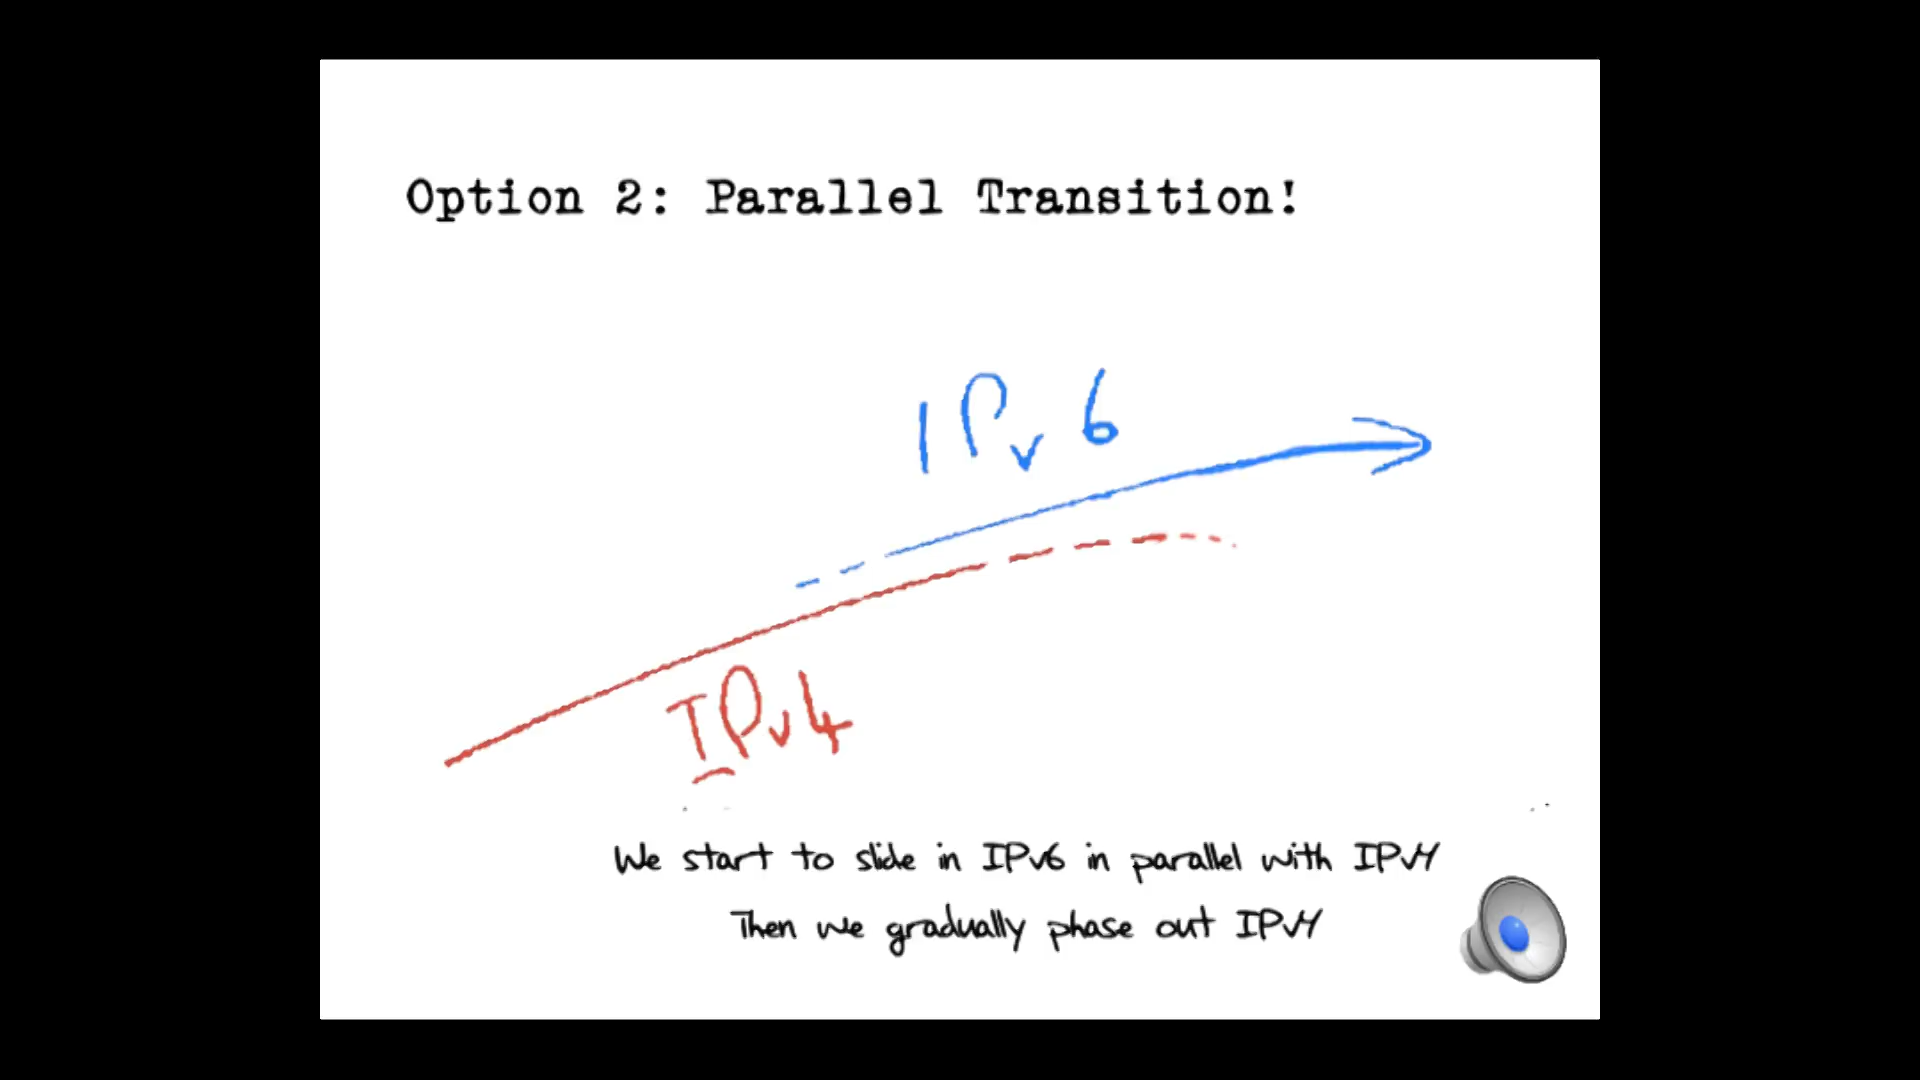 Option 2: Parallel Transition!
IPv6
IPv4
We start to slide in IPv6 in parallel with IPv4
Then we gradually phase out IPv4